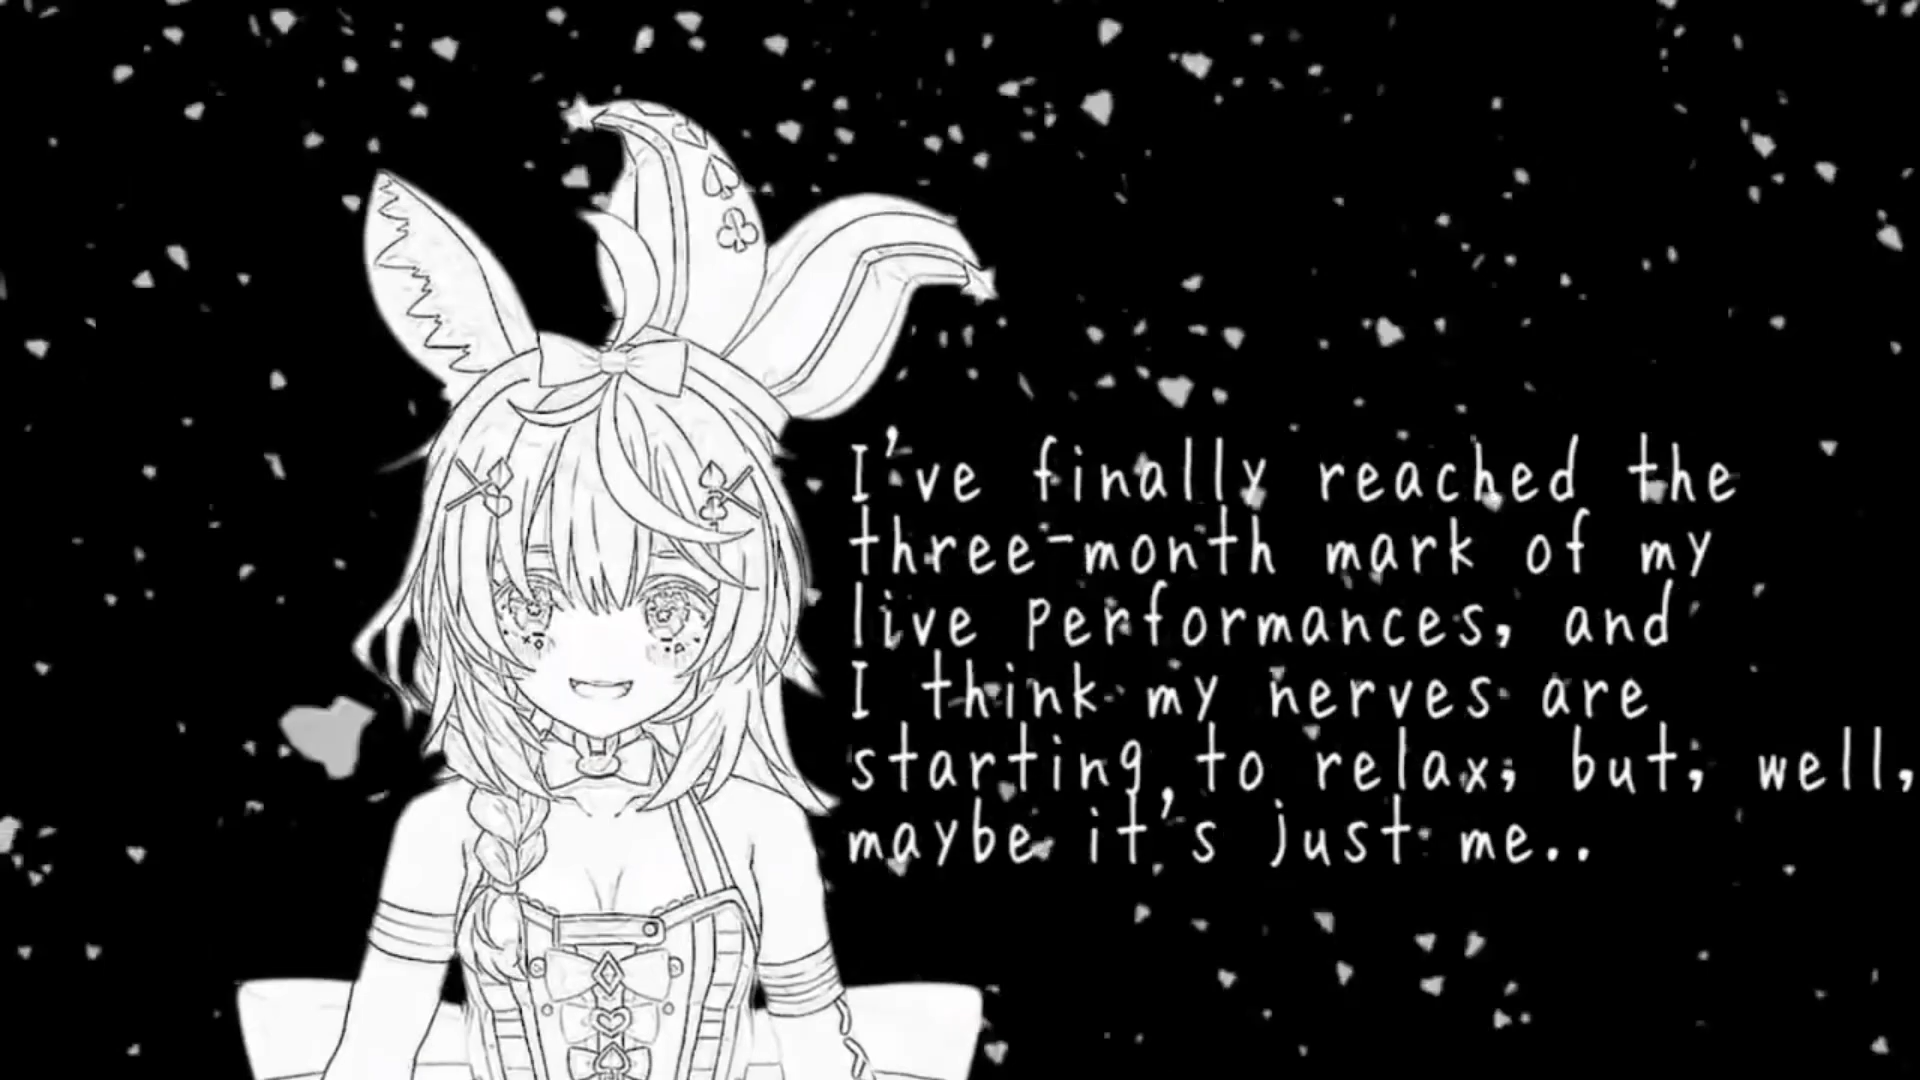 I've finally reached the
three-month mark of my
live performances, and
I think my nerves are
starting to relax; but, well,
maybe it's just me..